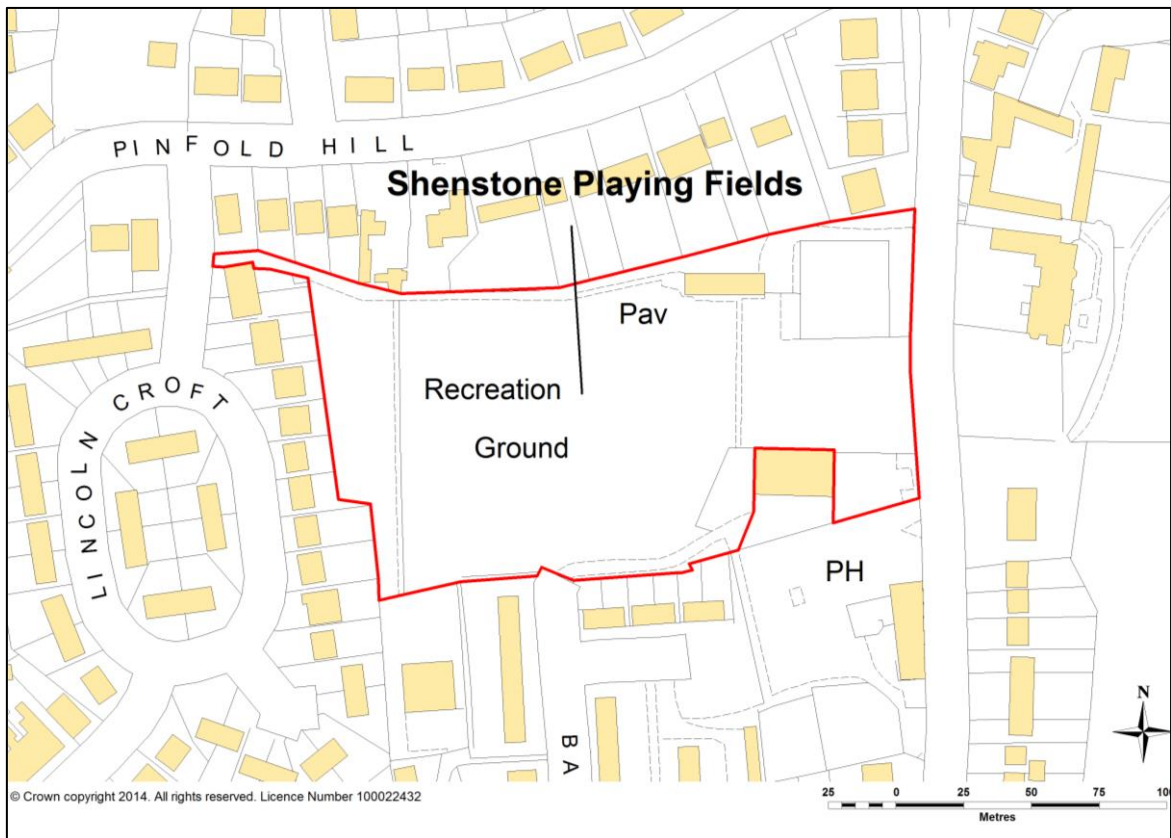 PINFOLD HILL
Shenstone Playing Fields
Pav
LINCOLN CROFT
Recreation
Ground
PH
BA
N
© Crown copyright 2014. All rights reserved. Licence Number 100022432
25 0 25 50 75 100
Metres